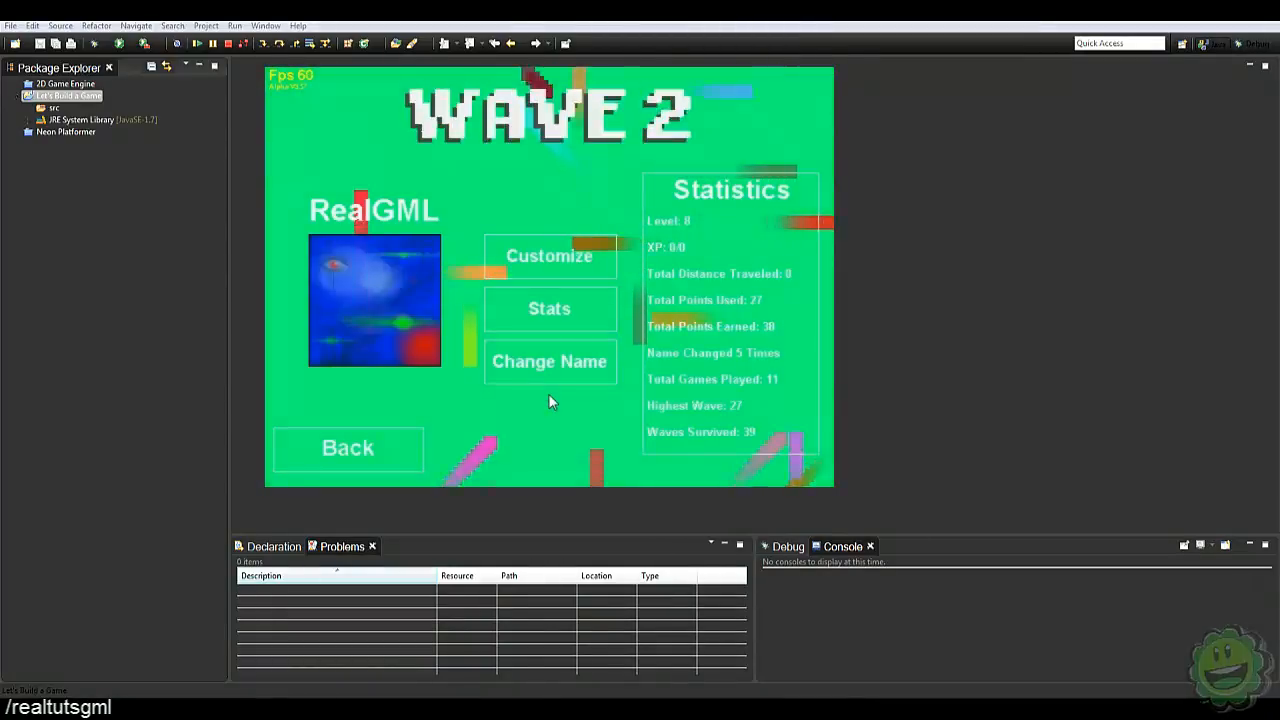 File Edit Source Refactor Navigate Search Project Run Window Help
Quick Access
Debug
Package Explorer
2D Game Engine
Let's Build a Game
src
JRE System Library [JavaSE-1.7]
Neon Platformer
Fps 60
Alpha V3.57
WAVE 2
RealGML
Customize
Stats
Change Name
Back
Statistics
Level: 8
XP: 0/0
Total Distance Traveled: 0
Total Points Used: 27
Total Points Earned: 38
Name Changed 5 Times
Total Games Played: 11
Highest Wave: 27
Waves Survived: 39
Declaration Problems
0 items
Description Resource Path Location Type
Debug Console
No consoles to display at this time.
Let's Build a Game
/realtutsgml